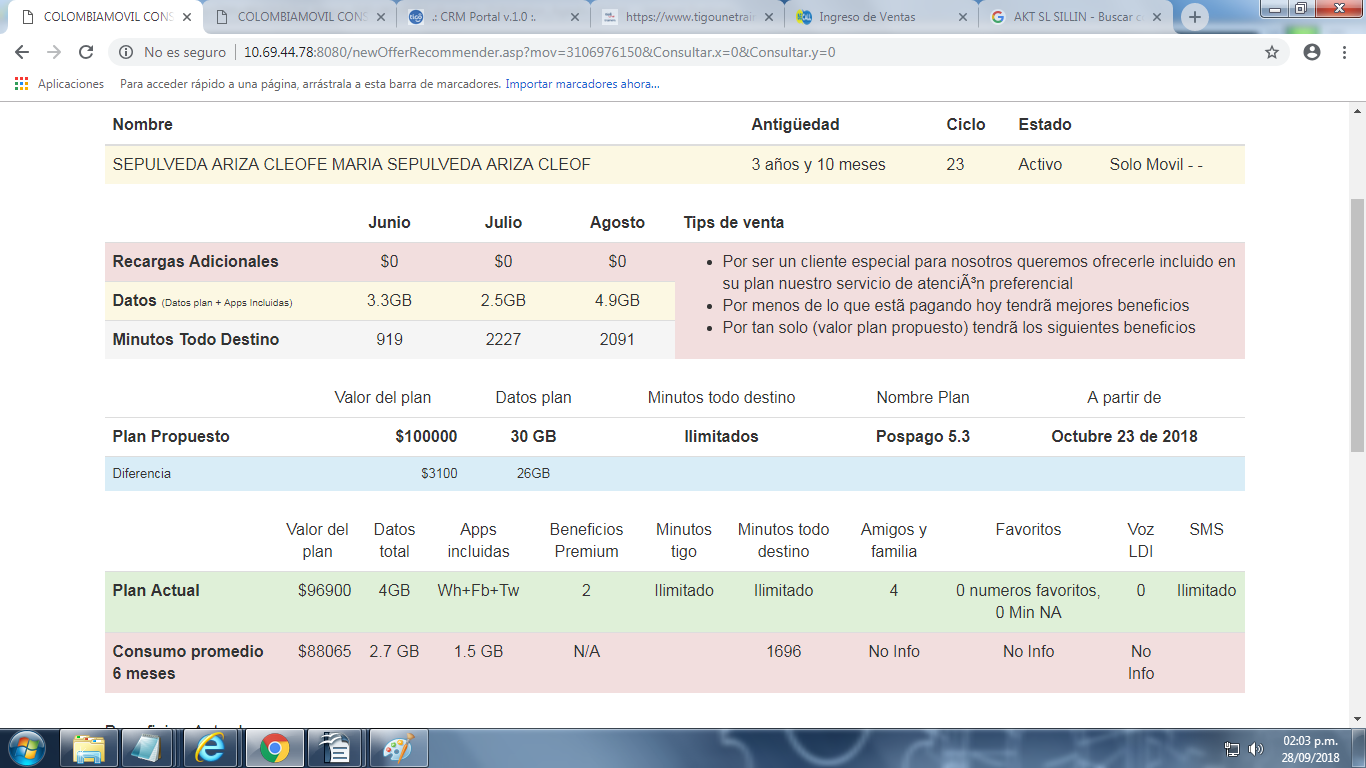 COLOMBIAMOVIL CONS
COLOMBIAMOVIL CONS
.: CRM Portal v.1.0 :.
https://www.tigounetrain
Ingreso de Ventas
AKT SL SILLIN - Buscar c
No es seguro | 10.69.44.78:8080/newOfferRecommender.asp?mov=3106976150&Consultar.x=0&Consultar.y=0
Aplicaciones Para acceder rápido a una página, arrástrala a esta barra de marcadores. Importar marcadores ahora...
Nombre Antigüedad Ciclo Estado
SEPULVEDA ARIZA CLEOFE MARIA SEPULVEDA ARIZA CLEOF 3 años y 10 meses 23 Activo Solo Movil - -
Junio Julio Agosto Tips de venta
Recargas Adicionales $0 $0 $0
Datos (Datos plan + Apps Incluidas) 3.3GB 2.5GB 4.9GB
Minutos Todo Destino 919 2227 2091
Por ser un cliente especial para nosotros queremos ofrecerle incluido en
su plan nuestro servicio de atenciÃ³n preferencial
Por menos de lo que estã pagando hoy tendrã mejores beneficios
Por tan solo (valor plan propuesto) tendrã los siguientes beneficios
Valor del plan Datos plan Minutos todo destino Nombre Plan A partir de
Plan Propuesto $100000 30 GB Ilimitados Pospago 5.3 Octubre 23 de 2018
Diferencia $3100 26GB
Valor del Datos Apps Beneficios Minutos Minutos todo Amigos y Favoritos Voz SMS
plan total incluidas Premium tigo destino familia LDI
Plan Actual $96900 4GB Wh+Fb+Tw 2 Ilimitado Ilimitado 4 0 numeros favoritos, 0 Ilimitado
0 Min NA
Consumo promedio $88065 2.7 GB 1.5 GB N/A 1696 No Info No Info No
6 meses Info
02:03 p.m.
28/09/2018